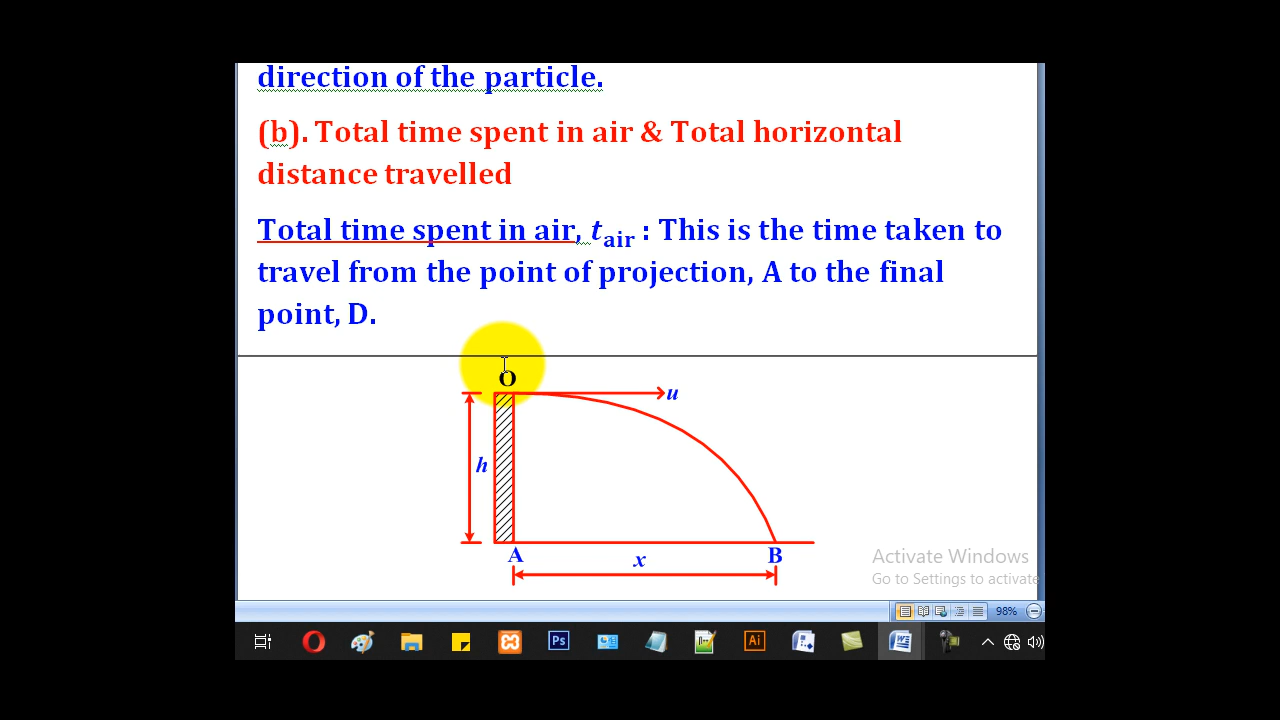 direction of the particle.
(b). Total time spent in air & Total horizontal
distance travelled
Total time spent in air, tair : This is the time taken to
travel from the point of projection, A to the final
point, D.
O
u
h
A
x
B
Activate Windows
Go to Settings to activate
98%
Ps
Ai